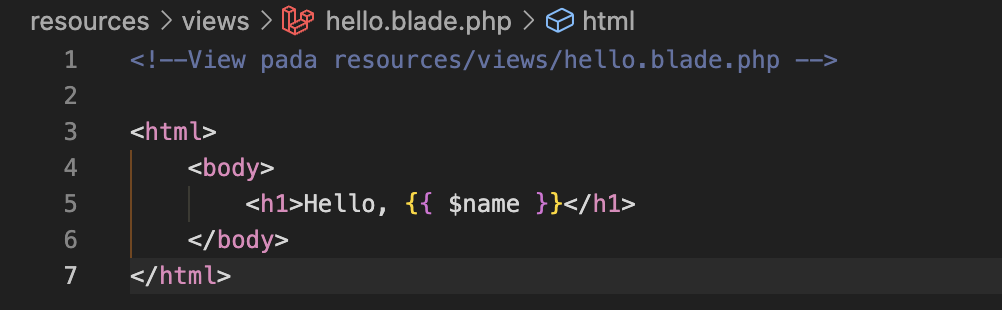 resources > views > hello.blade.php > html
1 <!--View pada resources/views/hello.blade.php -->
2
3 <html>
4     <body>
5         <h1>Hello, {{ $name }}</h1>
6     </body>
7 </html>